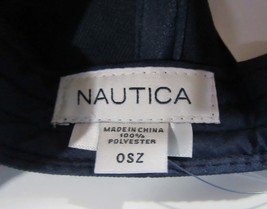 NAUTICA
MADE IN CHINA
100%
POLYESTER
OSZ